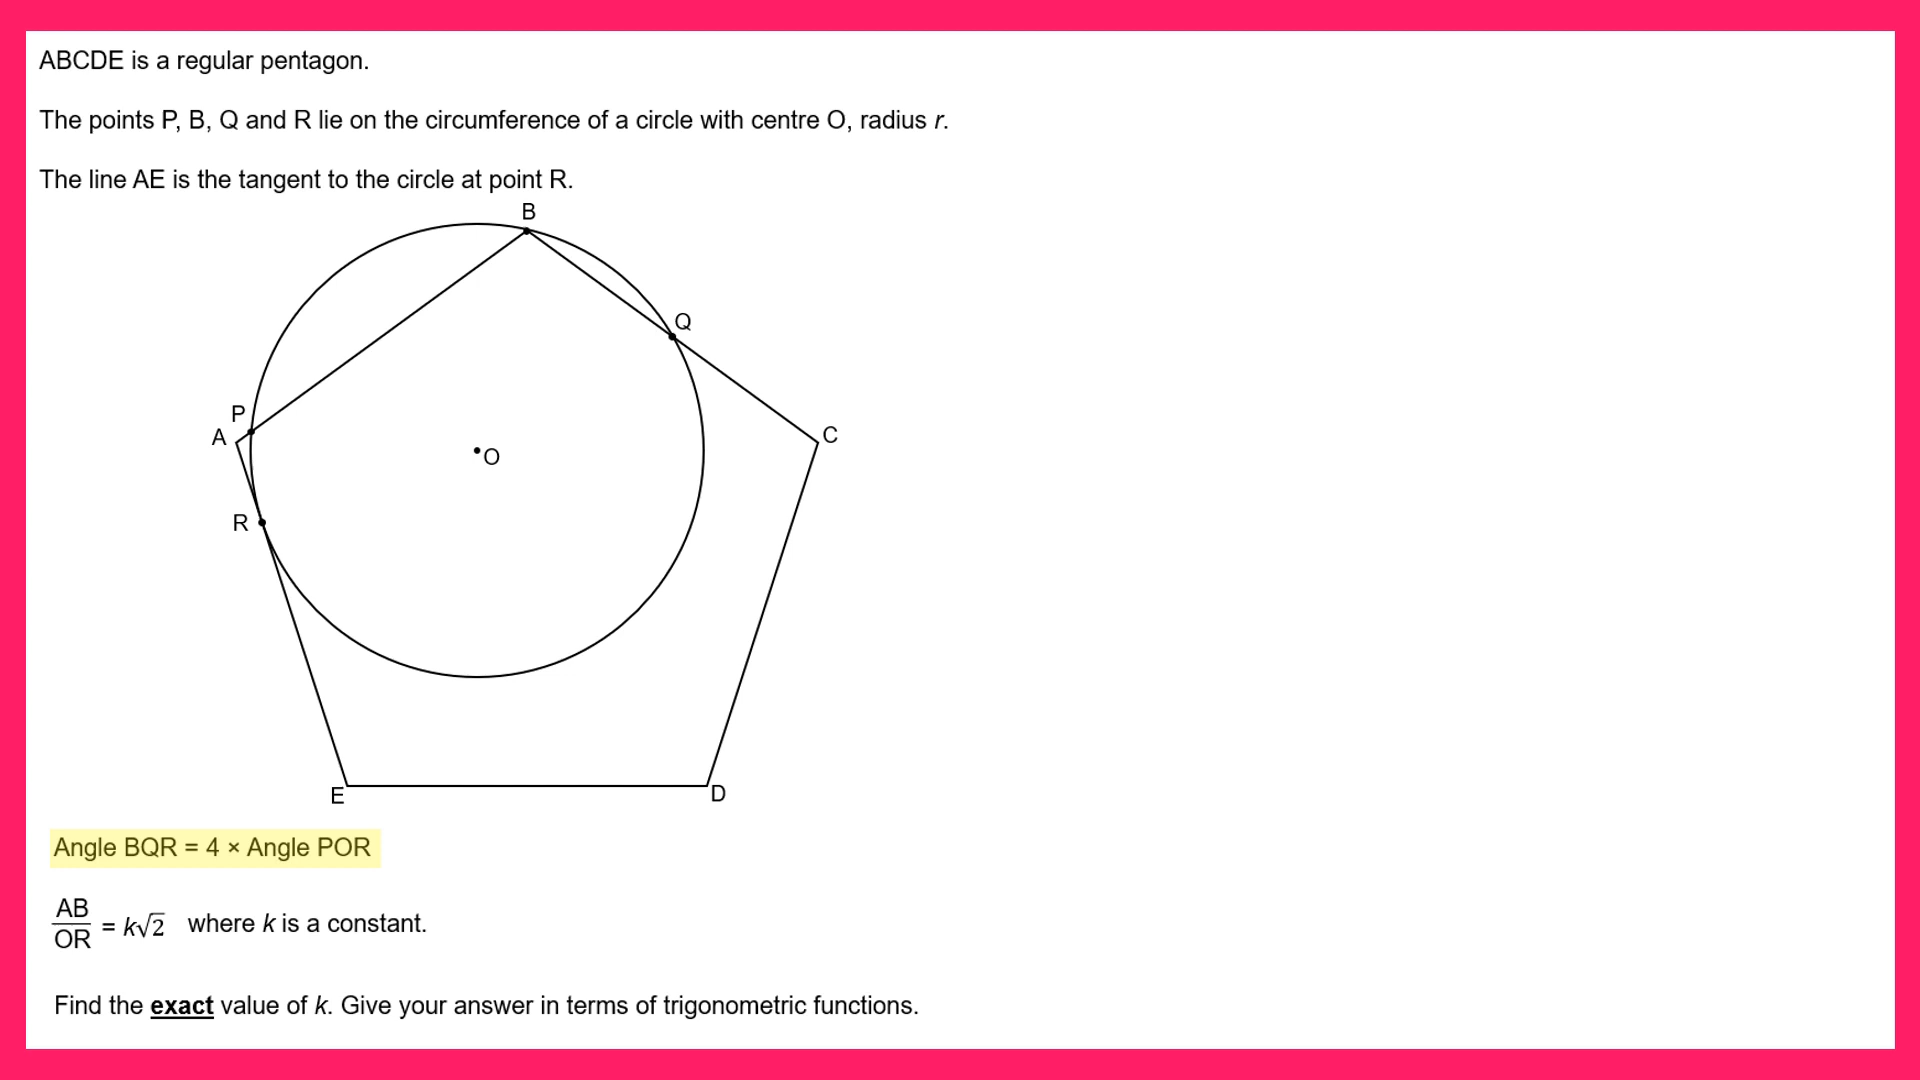 ABCDE is a regular pentagon.
The points P, B, Q and R lie on the circumference of a circle with centre O, radius r.
The line AE is the tangent to the circle at point R.
B
Q
P
A
C
O
R
E
D
Angle BQR = 4 × Angle POR
AB/OR = k√2 where k is a constant.
Find the exact value of k. Give your answer in terms of trigonometric functions.